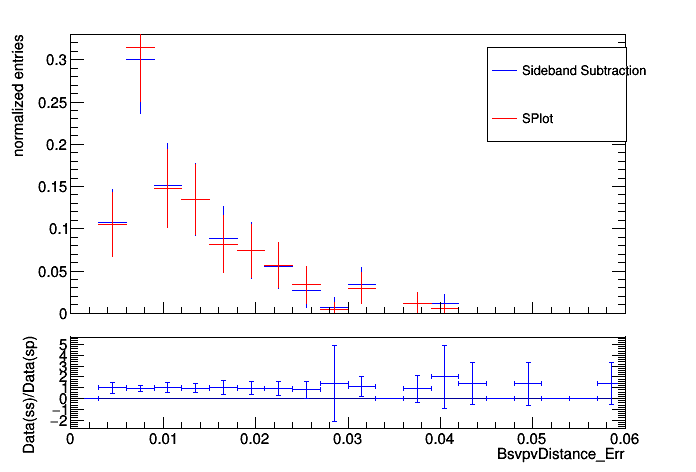 normalized entries
0.3
0.25
0.2
0.15
0.1
0.05
0
Sideband Subtraction
SPlot
Data(ss)/Data(sp)
5
4
3
2
1
0
−1
−2
0 0.01 0.02 0.03 0.04 0.05 0.06
BsvpvDistance_Err